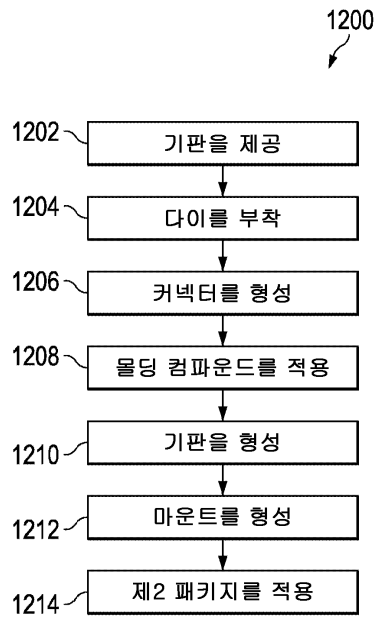 1200
1202
기판을 제공
1204
다이를 부착
1206
커넥터를 형성
1208
몰딩 컴파운드를 적용
1210
기판을 형성
1212
마운트를 형성
1214
제2 패키지를 적용